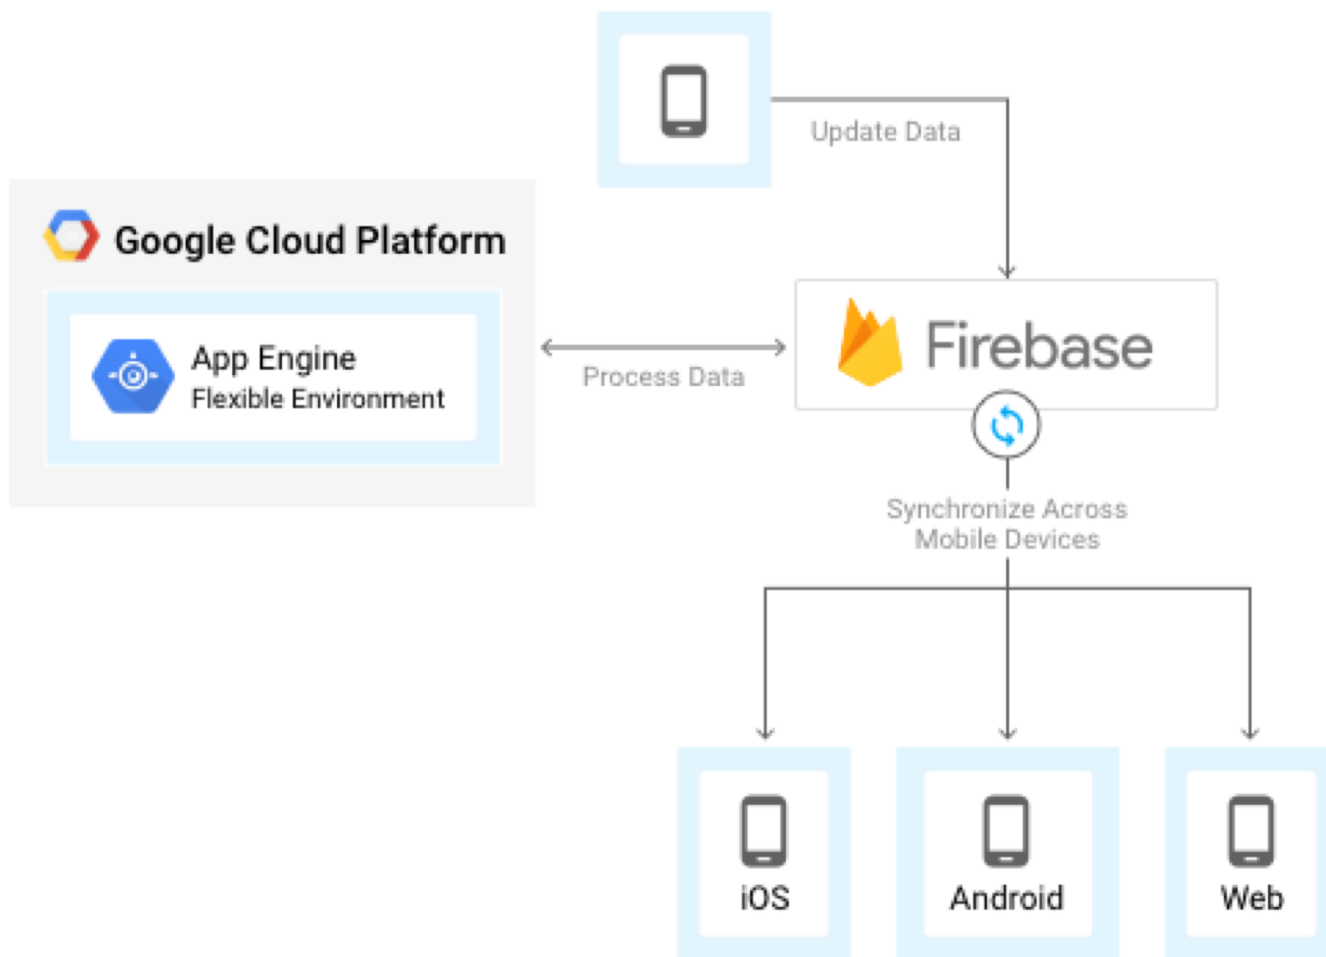 Update Data
Google Cloud Platform
App Engine
Flexible Environment
Process Data
Firebase
Synchronize Across
Mobile Devices
iOS
Android
Web